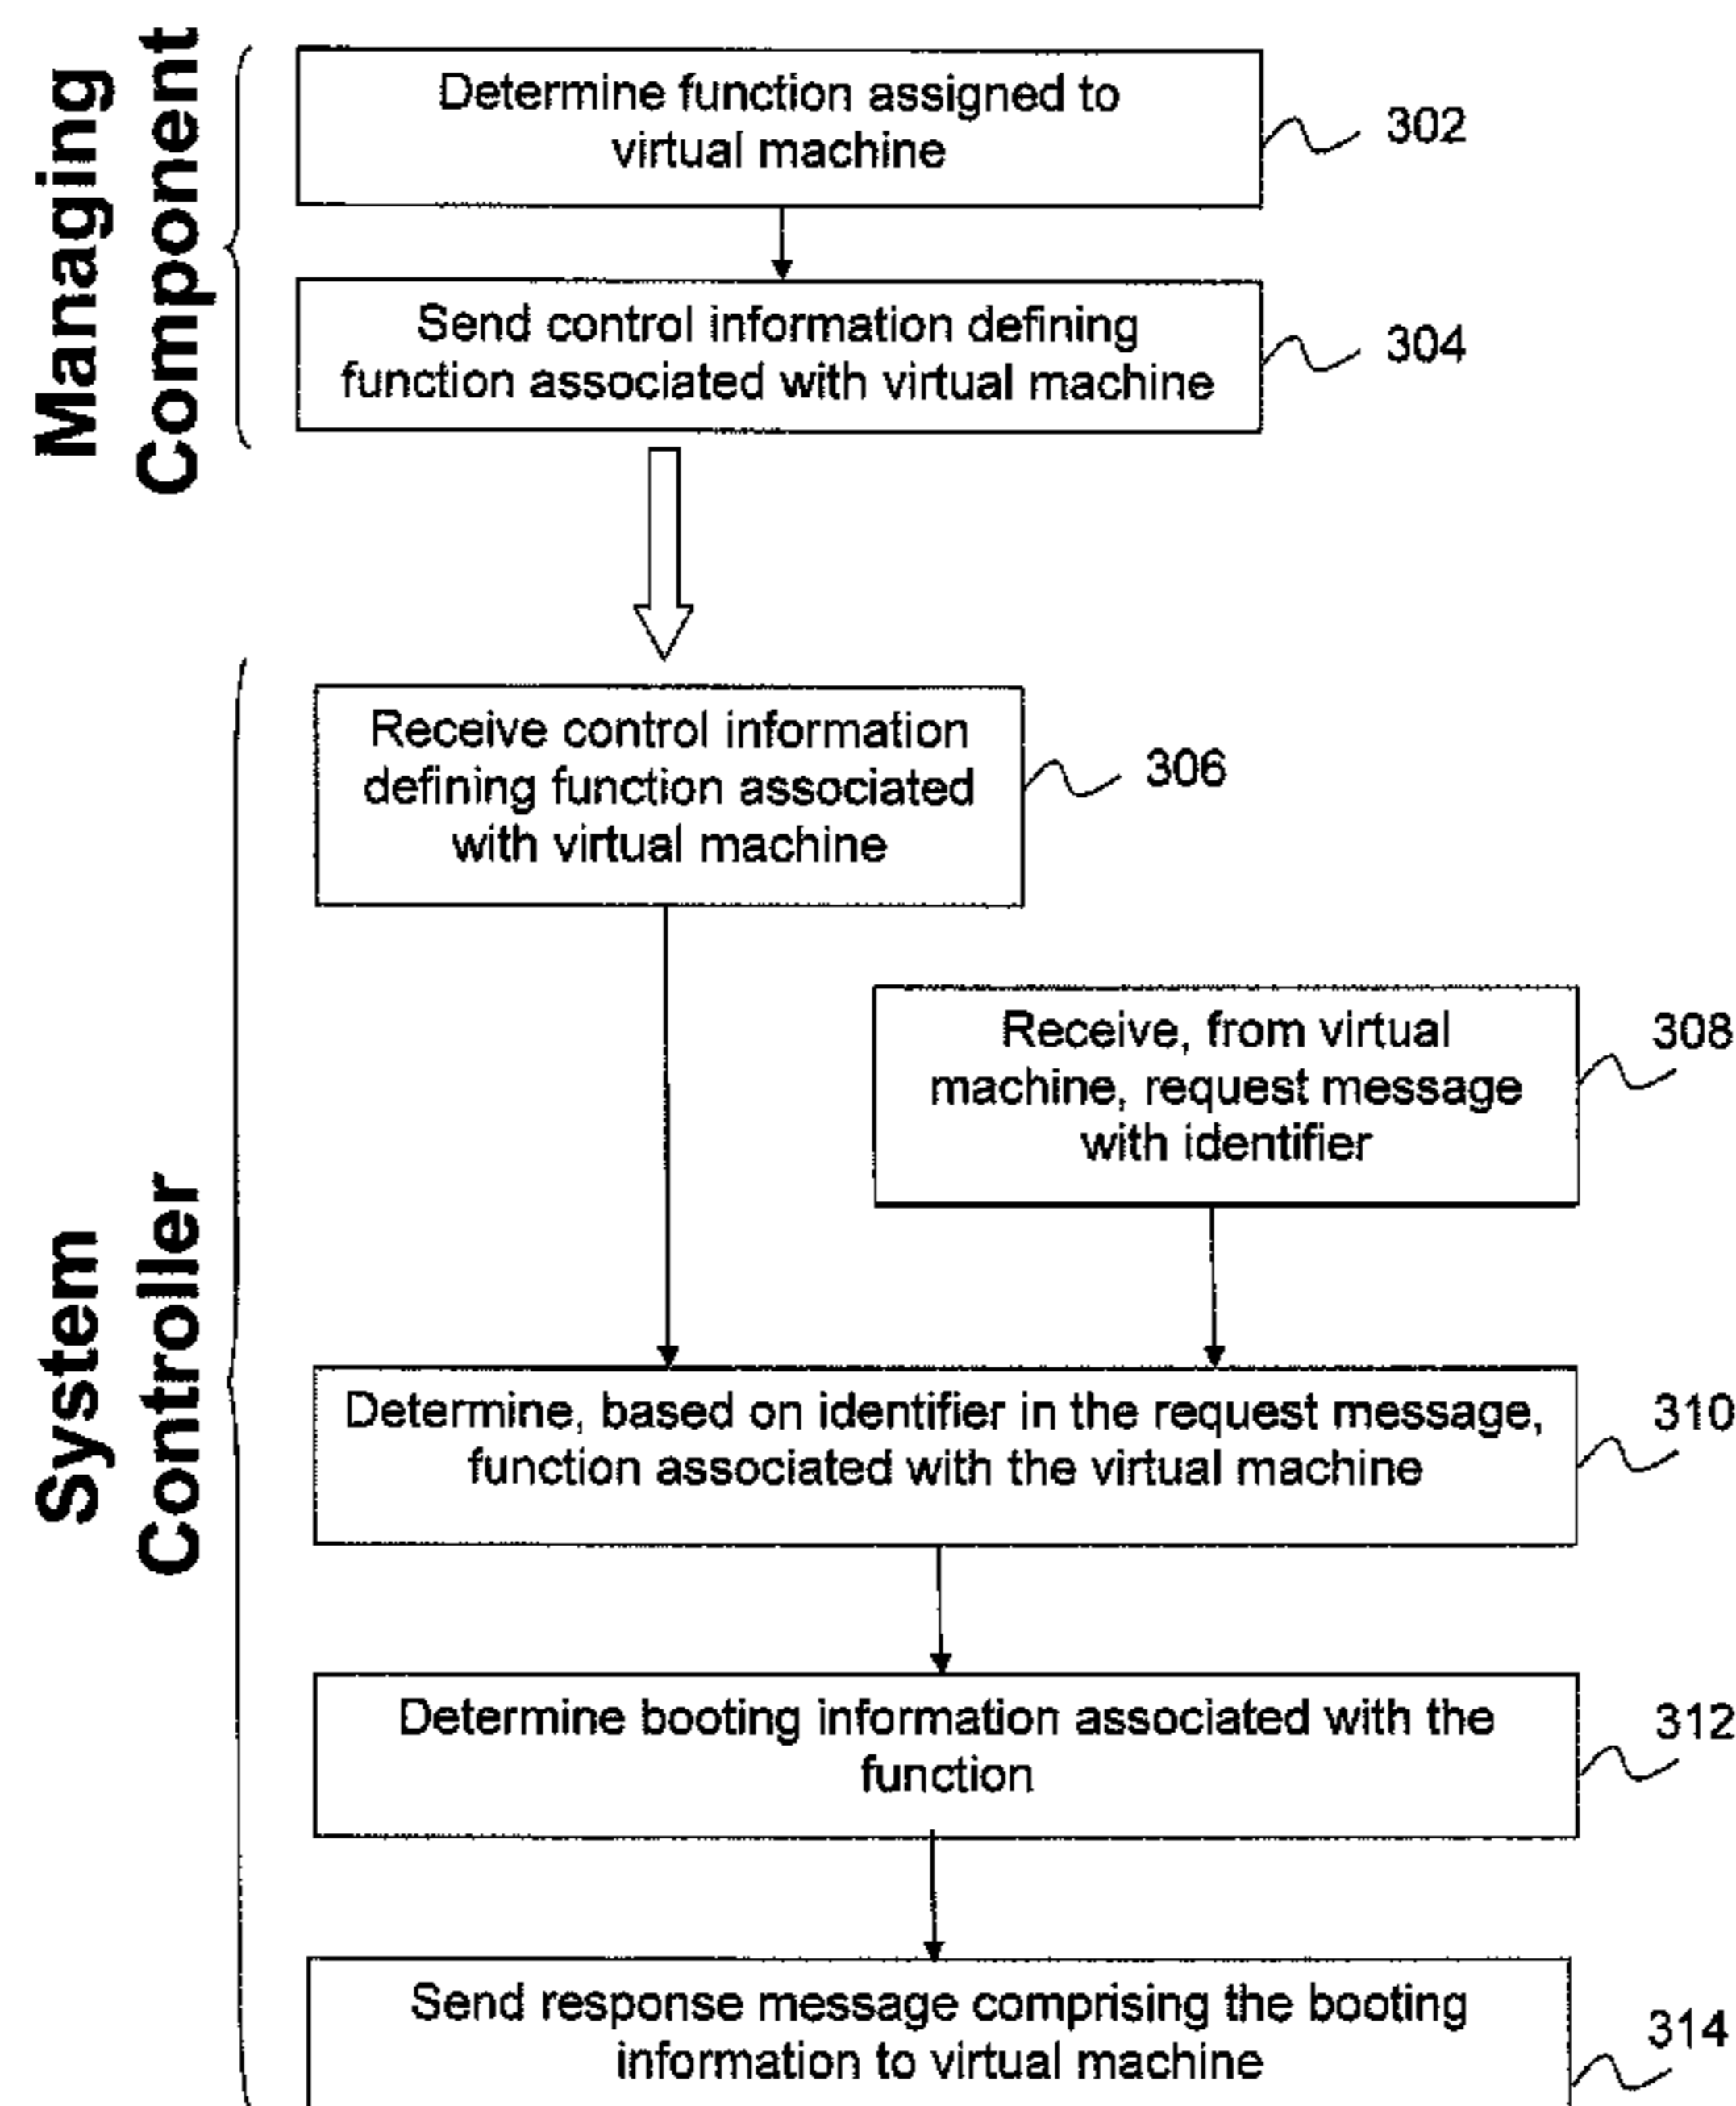 Managing
Component
Determine function assigned to
virtual machine
302
Send control information defining
function associated with virtual machine
304
System
Controller
Receive control information
defining function associated
with virtual machine
306
Receive, from virtual
machine, request message
with identifier
308
Determine, based on identifier in the request message,
function associated with the virtual machine
310
Determine booting information associated with the
function
312
Send response message comprising the booting
information to virtual machine
314